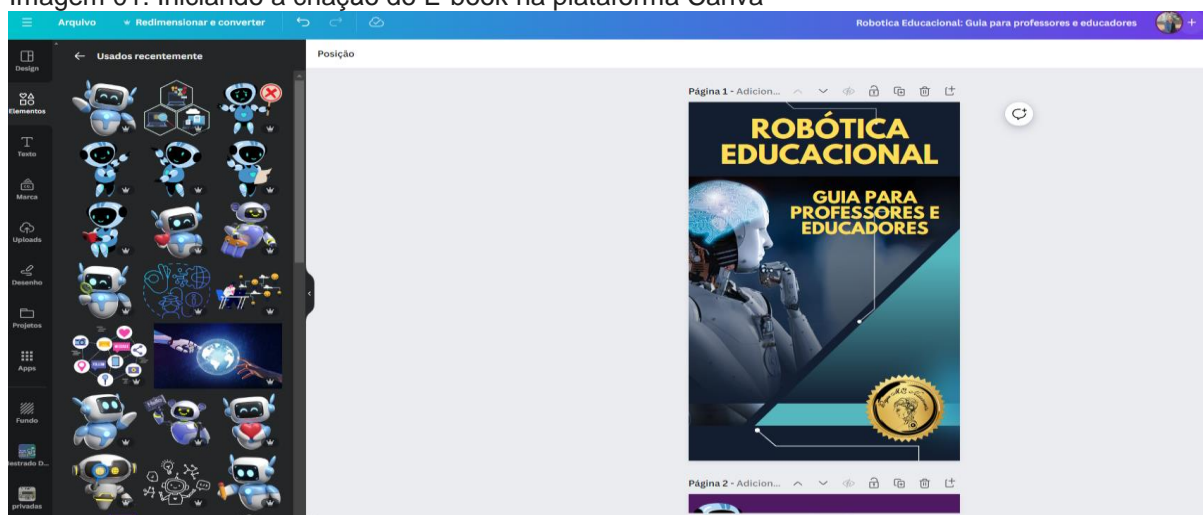 Imagem 01: Iniciando a criação do E-book na plataforma Canva
Arquivo
Redimensionar e converter
Robotica Educacional: Guia para professores e educadores
Design
Elementos
Texto
Marca
Uploads
Desenho
Projetos
Apps
Fundo
estrado D...
privadas
Usados recentemente
Posição
Página 1 - Adicion...
ROBÓTICA
EDUCACIONAL
GUIA PARA
PROFESSORES E
EDUCADORES
Página 2 - Adicion...